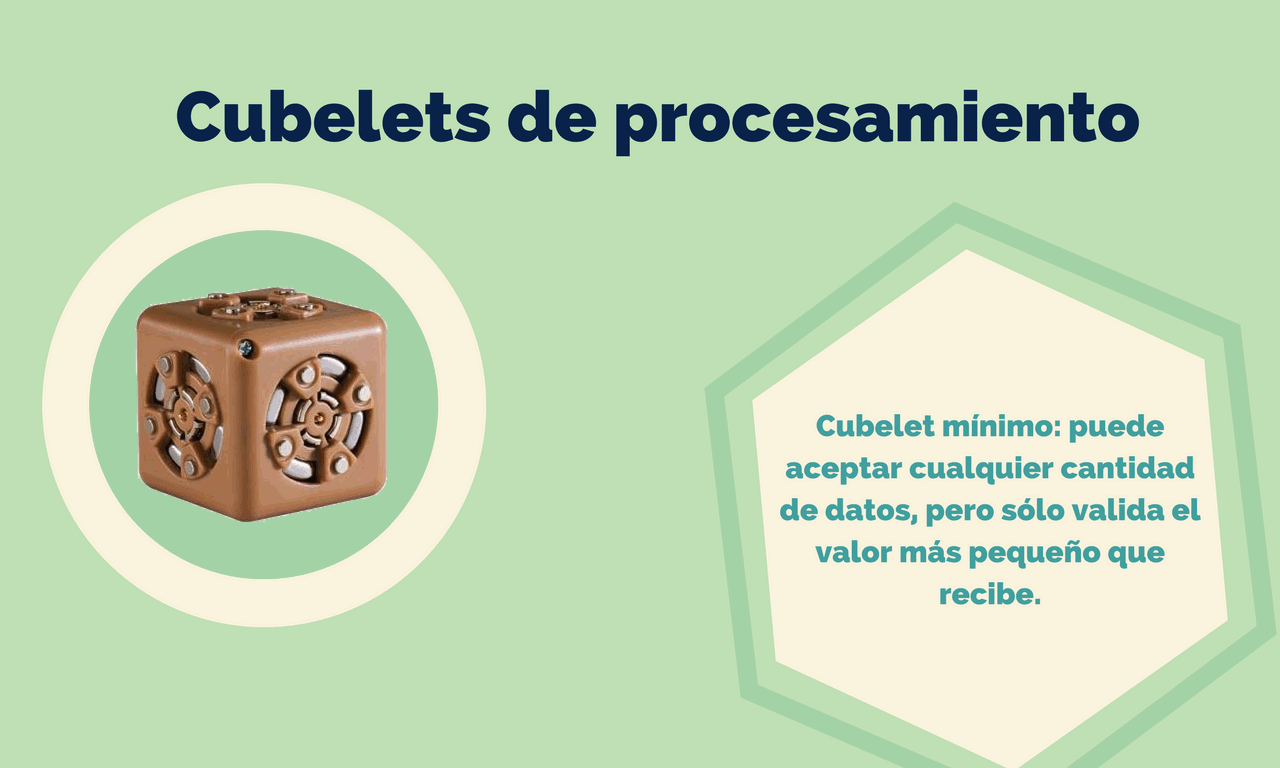 Cubelets de procesamiento
Cubelet mínimo: puede
aceptar cualquier cantidad
de datos, pero sólo valida el
valor más pequeño que
recibe.